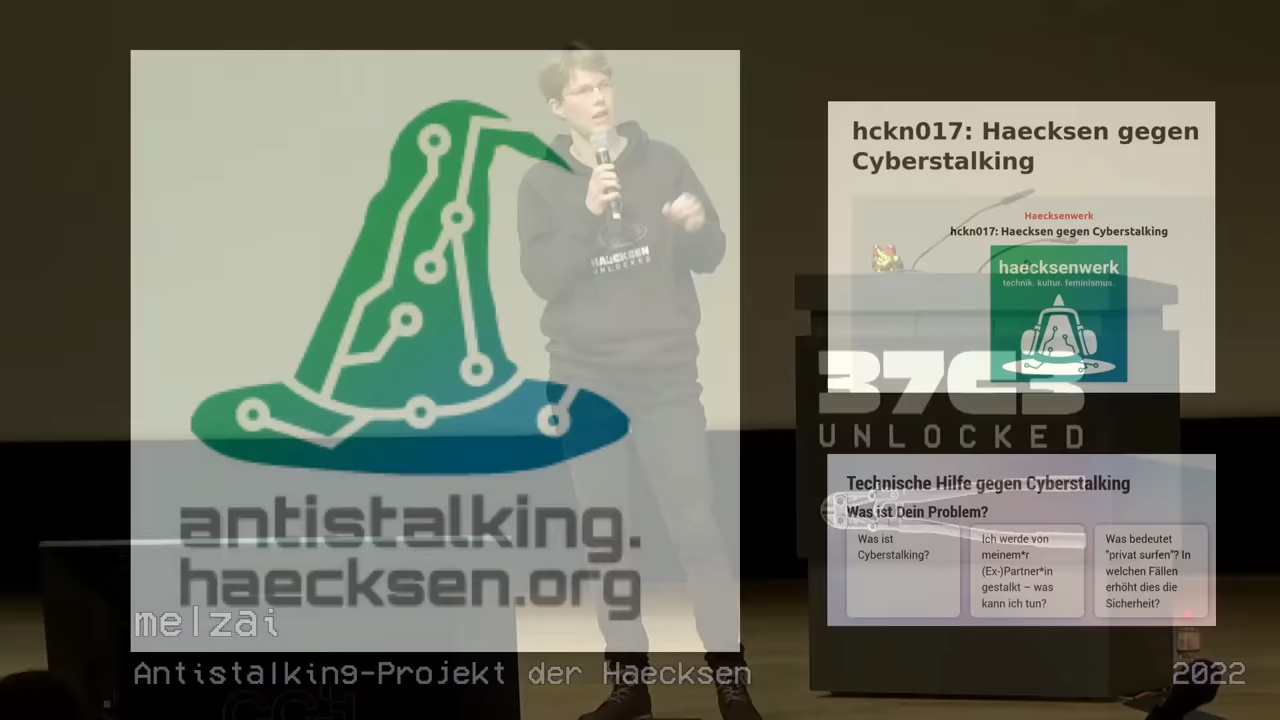 hckn017: Haecksen gegen
Cyberstalking
Haecksenwerk
hckn017: Haecksen gegen Cyberstalking
haecksenwerk
technik. kultur. feminismus.
HAECKSEN
UNLOCKED
37C3
UNLOCKED
Technische Hilfe gegen Cyberstalking
Was ist Dein Problem?
Was ist
Cyberstalking?
Ich werde von
meinem*r
(Ex-)Partner*in
gestalkt – was
kann ich tun?
Was bedeutet
"privat surfen"? In
welchen Fällen
erhöht dies die
Sicherheit?
antistalking.
haecksen.org
melzai
Antistalking-Projekt der Haecksen
2022
CCH